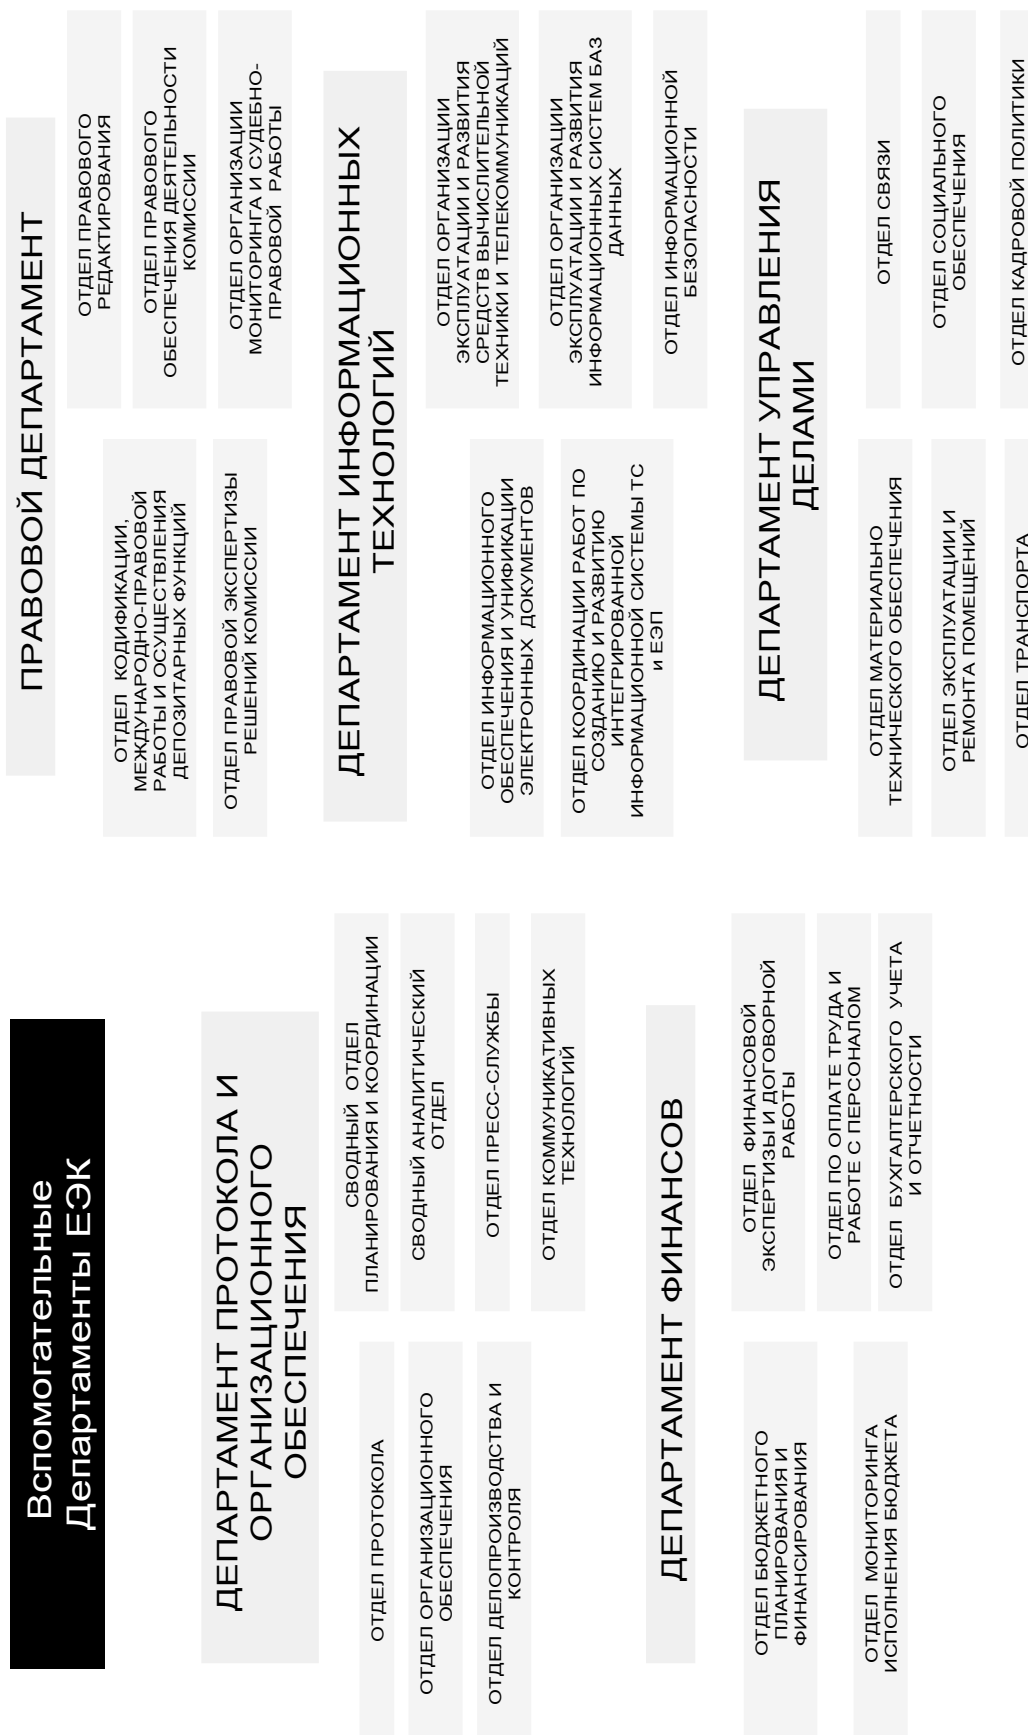 Вспомогательные
Департаменты ЕЭК
ДЕПАРТАМЕНТ ПРОТОКОЛА И
ОРГАНИЗАЦИОННОГО
ОБЕСПЕЧЕНИЯ
ОТДЕЛ ПРОТОКОЛА
ОТДЕЛ ОРГАНИЗАЦИОННОГО
ОБЕСПЕЧЕНИЯ
ОТДЕЛ ДЕЛОПРОИЗВОДСТВА И
КОНТРОЛЯ
СВОДНЫЙ ОТДЕЛ
ПЛАНИРОВАНИЯ И КООРДИНАЦИИ
СВОДНЫЙ АНАЛИТИЧЕСКИЙ
ОТДЕЛ
ОТДЕЛ ПРЕСС-СЛУЖБЫ
ОТДЕЛ КОММУНИКАТИВНЫХ
ТЕХНОЛОГИЙ
ДЕПАРТАМЕНТ ФИНАНСОВ
ОТДЕЛ БЮДЖЕТНОГО
ПЛАНИРОВАНИЯ И
ФИНАНСИРОВАНИЯ
ОТДЕЛ МОНИТОРИНГА
ИСПОЛНЕНИЯ БЮДЖЕТА
ОТДЕЛ ФИНАНСОВОЙ
ЭКСПЕРТИЗЫ И ДОГОВОРНОЙ
РАБОТЫ
ОТДЕЛ ПО ОПЛАТЕ ТРУДА И
РАБОТЕ С ПЕРСОНАЛОМ
ОТДЕЛ БУХГАЛТЕРСКОГО УЧЕТА
И ОТЧЕТНОСТИ
ПРАВОВОЙ ДЕПАРТАМЕНТ
ОТДЕЛ КОДИФИКАЦИИ,
МЕЖДУНАРОДНО-ПРАВОВОЙ
РАБОТЫ И ОСУЩЕСТВЛЕНИЯ
ДЕПОЗИТАРНЫХ ФУНКЦИЙ
ОТДЕЛ ПРАВОВОЙ ЭКСПЕРТИЗЫ
РЕШЕНИЙ КОМИССИИ
ОТДЕЛ ПРАВОВОГО
РЕДАКТИРОВАНИЯ
ОТДЕЛ ПРАВОВОГО
ОБЕСПЕЧЕНИЯ ДЕЯТЕЛЬНОСТИ
КОМИССИИ
ОТДЕЛ ОРГАНИЗАЦИИ
МОНИТОРИНГА И СУДЕБНО-
ПРАВОВОЙ РАБОТЫ
ДЕПАРТАМЕНТ ИНФОРМАЦИОННЫХ
ТЕХНОЛОГИЙ
ОТДЕЛ ИНФОРМАЦИОННОГО
ОБЕСПЕЧЕНИЯ И УНИФИКАЦИИ
ЭЛЕКТРОННЫХ ДОКУМЕНТОВ
ОТДЕЛ КООРДИНАЦИИ РАБОТ ПО
СОЗДАНИЮ И РАЗВИТИЮ
ИНТЕГРИРОВАННОЙ
ИНФОРМАЦИОННОЙ СИСТЕМЫ ТС
и ЕЭП
ОТДЕЛ ОРГАНИЗАЦИИ
ЭКСПЛУАТАЦИИ И РАЗВИТИЯ
СРЕДСТВ ВЫЧИСЛИТЕЛЬНОЙ
ТЕХНИКИ И ТЕЛЕКОММУНИКАЦИЙ
ОТДЕЛ ОРГАНИЗАЦИИ
ЭКСПЛУАТАЦИИ И РАЗВИТИЯ
ИНФОРМАЦИОННЫХ СИСТЕМ БАЗ
ДАННЫХ
ОТДЕЛ ИНФОРМАЦИОННОЙ
БЕЗОПАСНОСТИ
ДЕПАРТАМЕНТ УПРАВЛЕНИЯ
ДЕЛАМИ
ОТДЕЛ МАТЕРИАЛЬНО
ТЕХНИЧЕСКОГО ОБЕСПЕЧЕНИЯ
ОТДЕЛ ЭКСПЛУАТАЦИИ И
РЕМОНТА ПОМЕЩЕНИЙ
ОТДЕЛ ТРАНСПОРТА
ОТДЕЛ СВЯЗИ
ОТДЕЛ СОЦИАЛЬНОГО
ОБЕСПЕЧЕНИЯ
ОТДЕЛ КАДРОВОЙ ПОЛИТИКИ